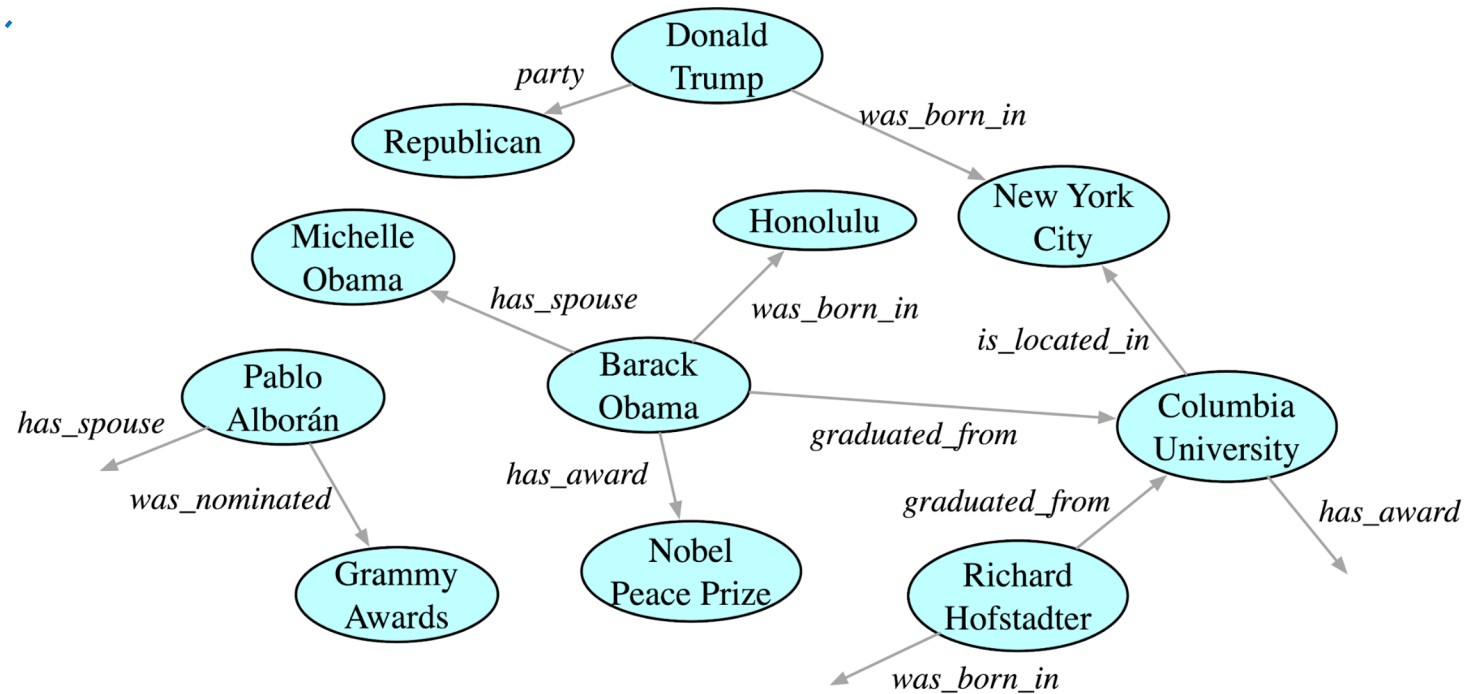 Donald
Trump
party
was_born_in
Republican
New York
City
Honolulu
Michelle
Obama
has_spouse
was_born_in
is_located_in
Barack
Obama
Pablo
Alborán
Columbia
University
has_spouse
graduated_from
has_award
was_nominated
graduated_from
has_award
Nobel
Peace Prize
Grammy
Awards
Richard
Hofstadter
was_born_in